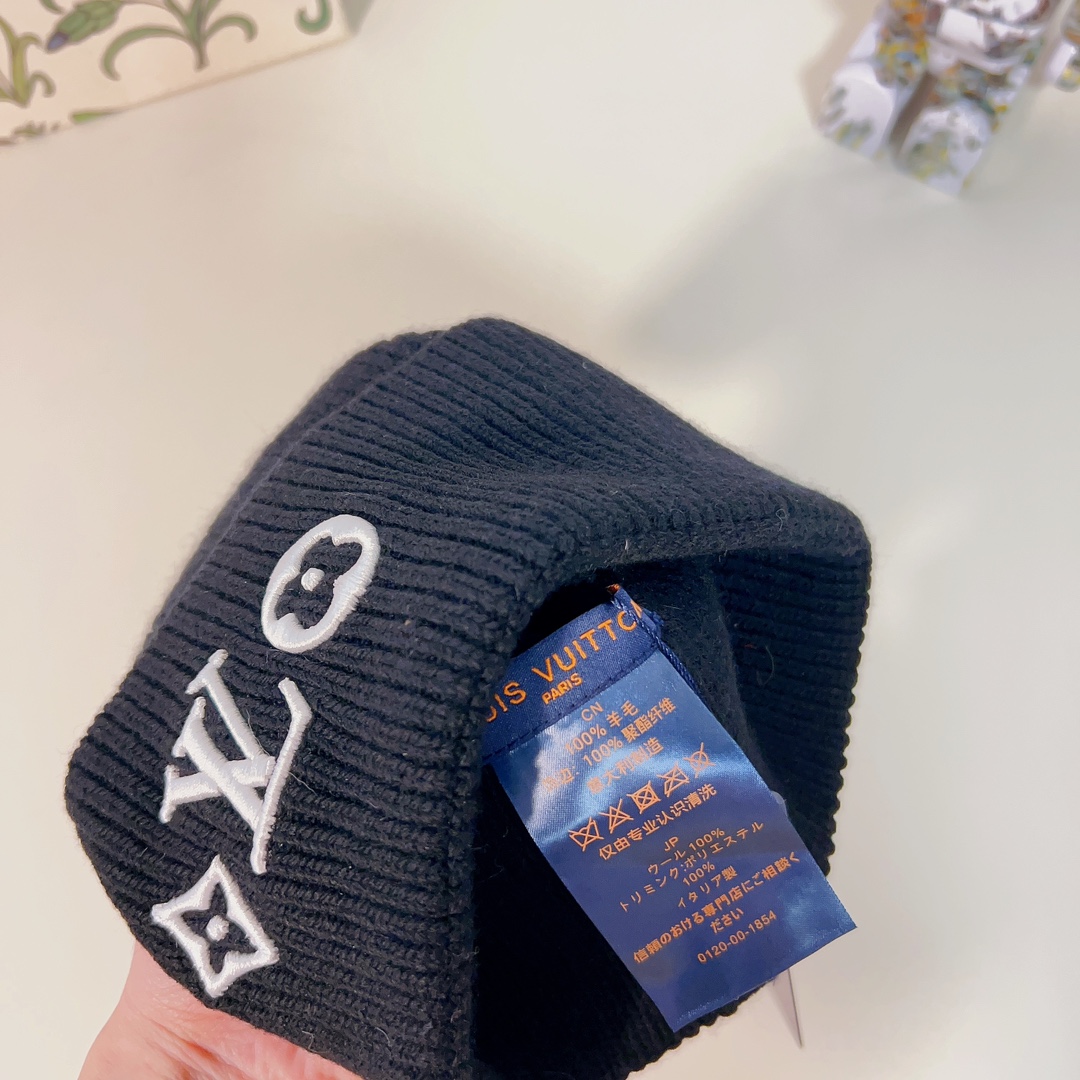 LV
UIS VUITTO
PARIS
CN
100% 羊毛
饰边: 100% 聚酯纤维
意大利制造
仅由专业认识清洗
JP
ウール 100%
トリミング:ポリエステル
100%
イタリア製
信頼のおける専門店にご相談く
ださい
0120-00-1854